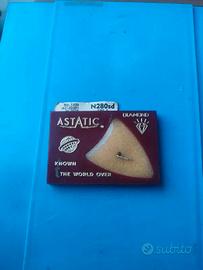 N280sd
ASTATIC
DIAMOND
KNOWN
THE WORLD OVER
subito